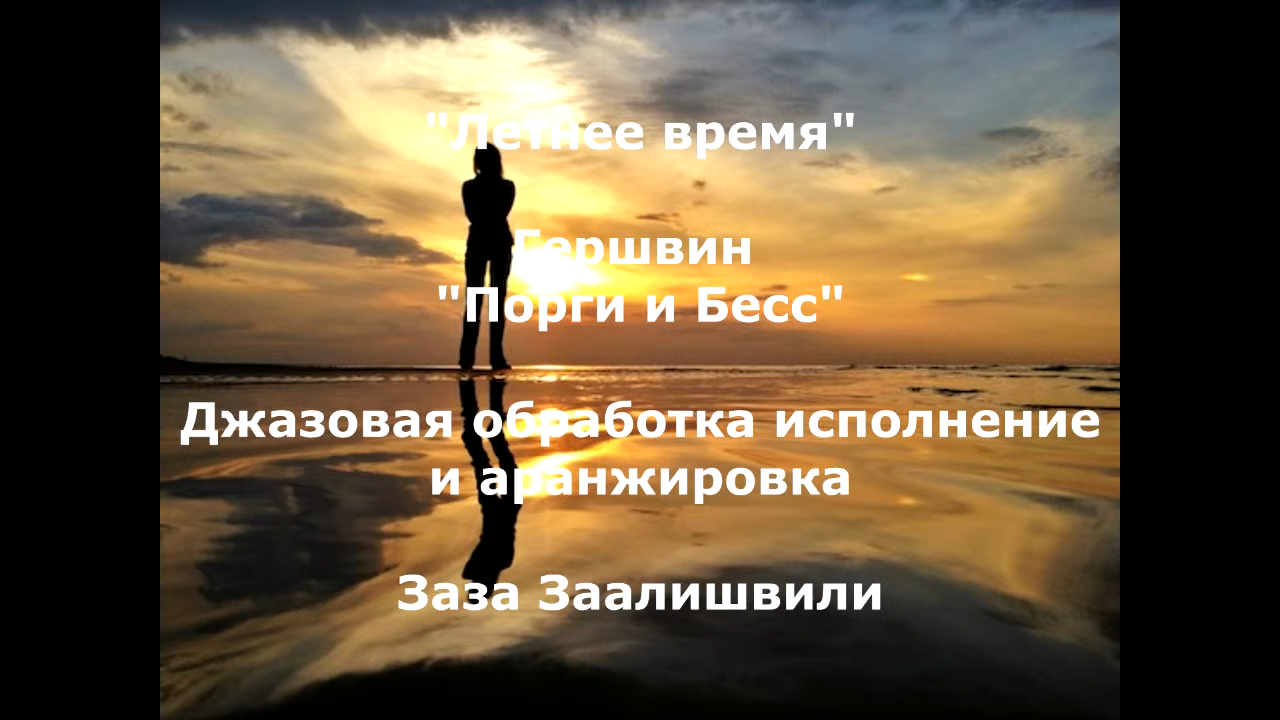 "Летнее время"
Гершвин
"Порги и Бесс"
Джазовая обработка исполнение
и аранжировка
Заза Заалишвили